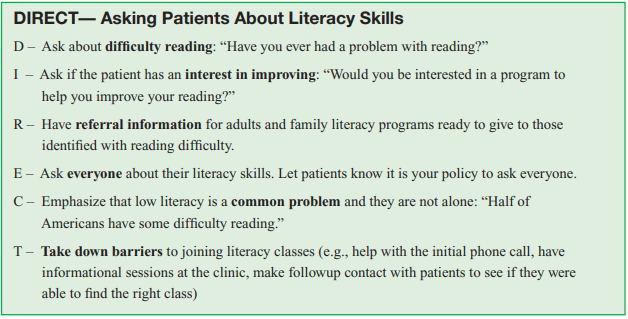 DIRECT— Asking Patients About Literacy Skills
D – Ask about difficulty reading: “Have you ever had a problem with reading?”
I – Ask if the patient has an interest in improving: “Would you be interested in a program to
help you improve your reading?”
R – Have referral information for adults and family literacy programs ready to give to those
identified with reading difficulty.
E – Ask everyone about their literacy skills. Let patients know it is your policy to ask everyone.
C – Emphasize that low literacy is a common problem and they are not alone: “Half of
Americans have some difficulty reading.”
T – Take down barriers to joining literacy classes (e.g., help with the initial phone call, have
informational sessions at the clinic, make followup contact with patients to see if they were
able to find the right class)